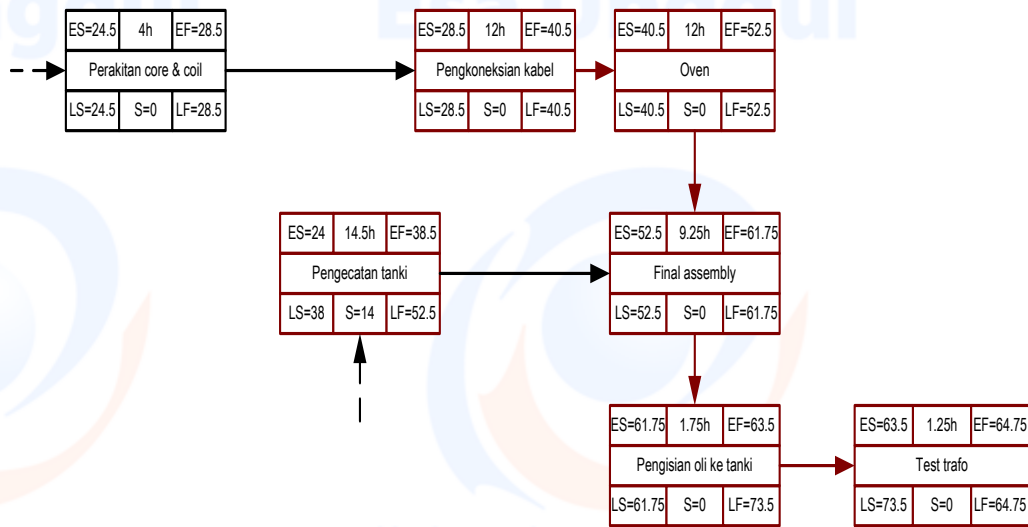 ES=24.5 4h EF=28.5
Perakitan core & coil
LS=24.5 S=0 LF=28.5
ES=28.5 12h EF=40.5
Pengkoneksian kabel
LS=28.5 S=0 LF=40.5
ES=40.5 12h EF=52.5
Oven
LS=40.5 S=0 LF=52.5
ES=24 14.5h EF=38.5
Pengecatan tanki
LS=38 S=14 LF=52.5
ES=52.5 9.25h EF=61.75
Final assembly
LS=52.5 S=0 LF=61.75
ES=61.75 1.75h EF=63.5
Pengisian oli ke tanki
LS=61.75 S=0 LF=73.5
ES=63.5 1.25h EF=64.75
Test trafo
LS=73.5 S=0 LF=64.75